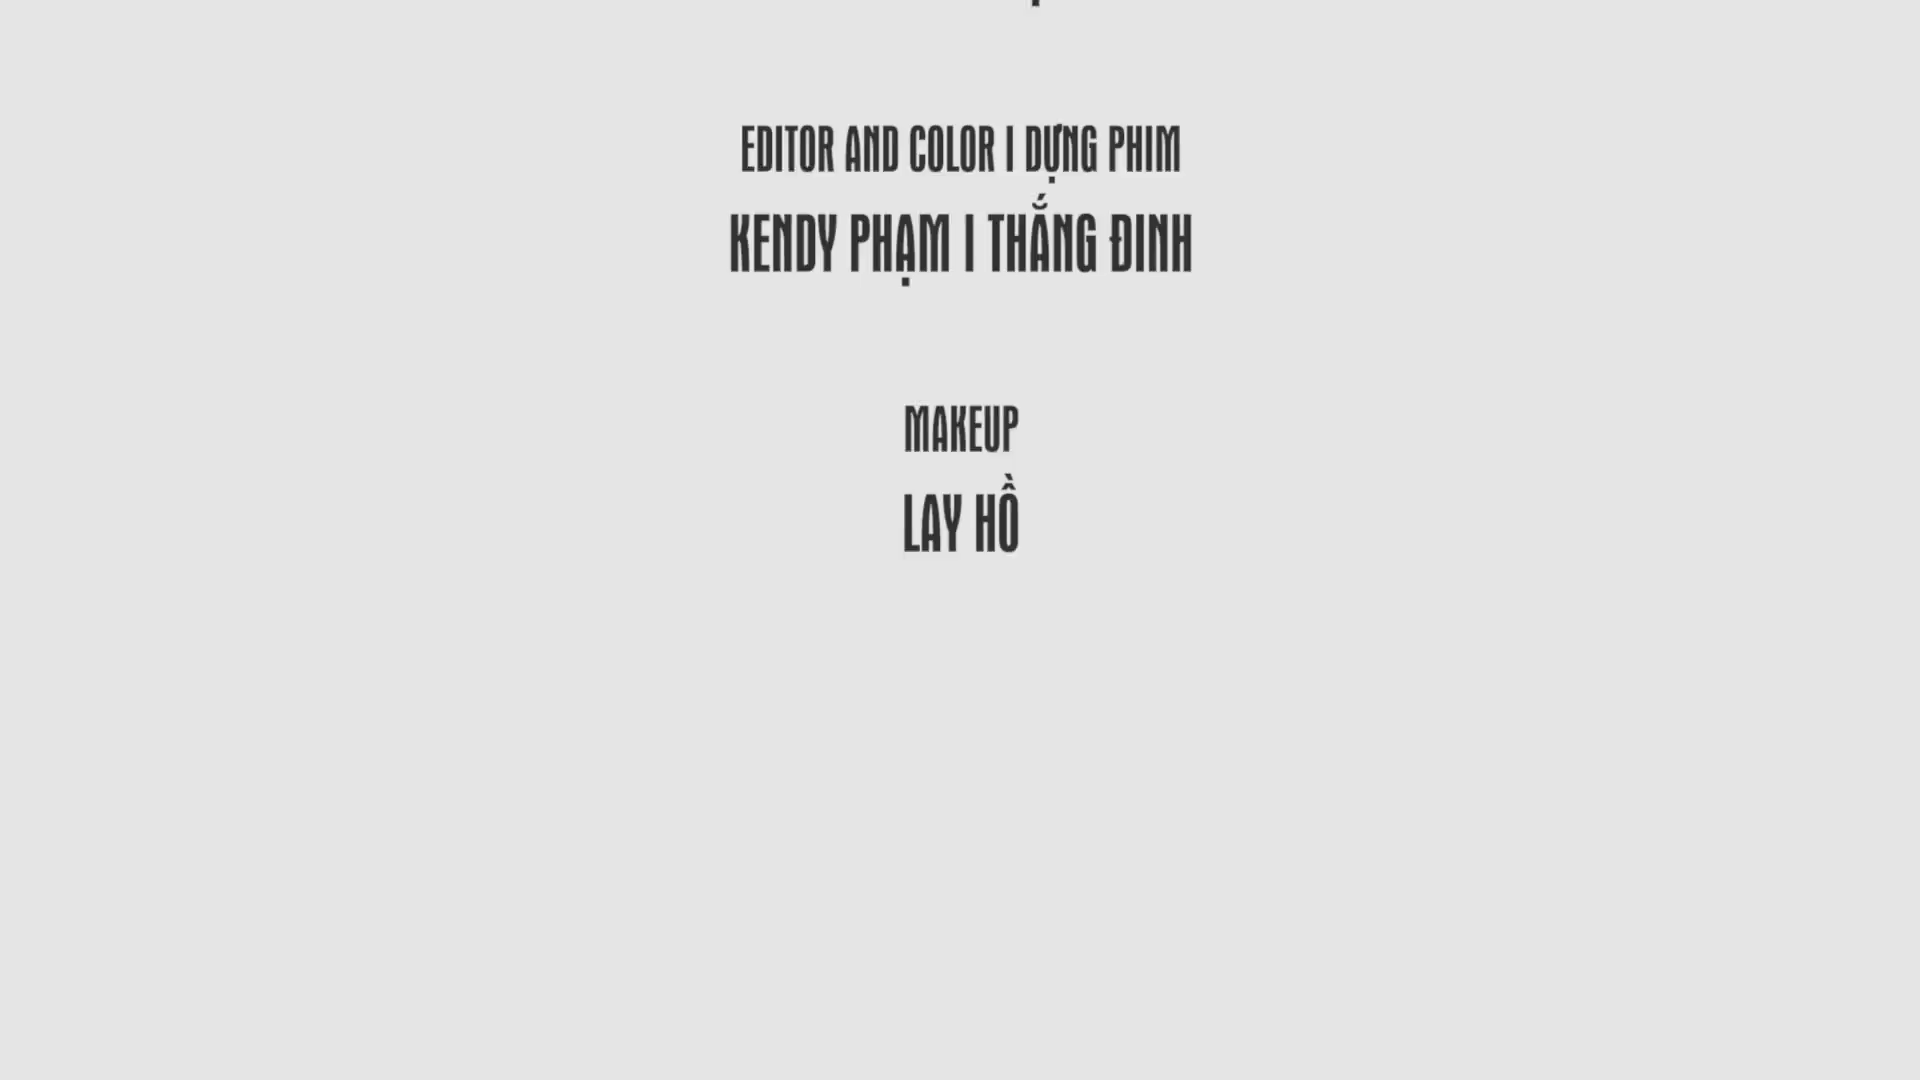 EDITOR AND COLOR | DỰNG PHIM
KENDY PHẠM | THẮNG ĐINH
MAKEUP
LAY HỒ